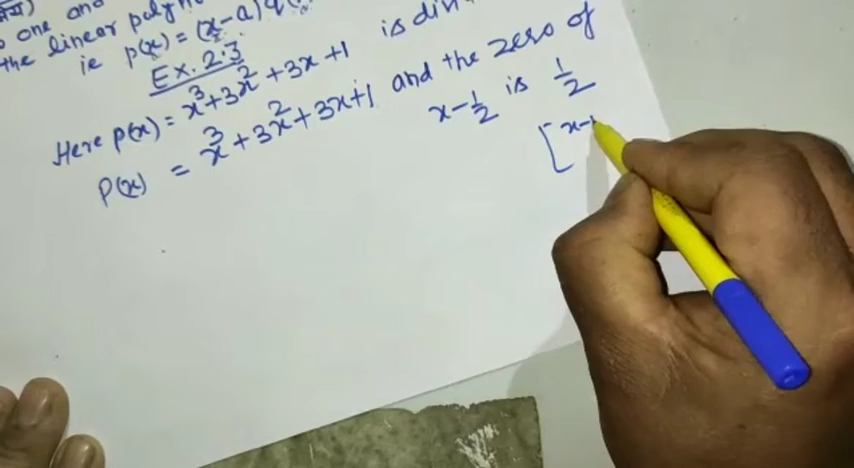 one and
the linear poly
ie p(x) = (x-a) q(
Ex. 2.3
Here p(x) = x³+3x²+3x+1 is div
P(x) = x³+3x²+3x+1 and the zero of
x-1/2 is 1/2
[x-